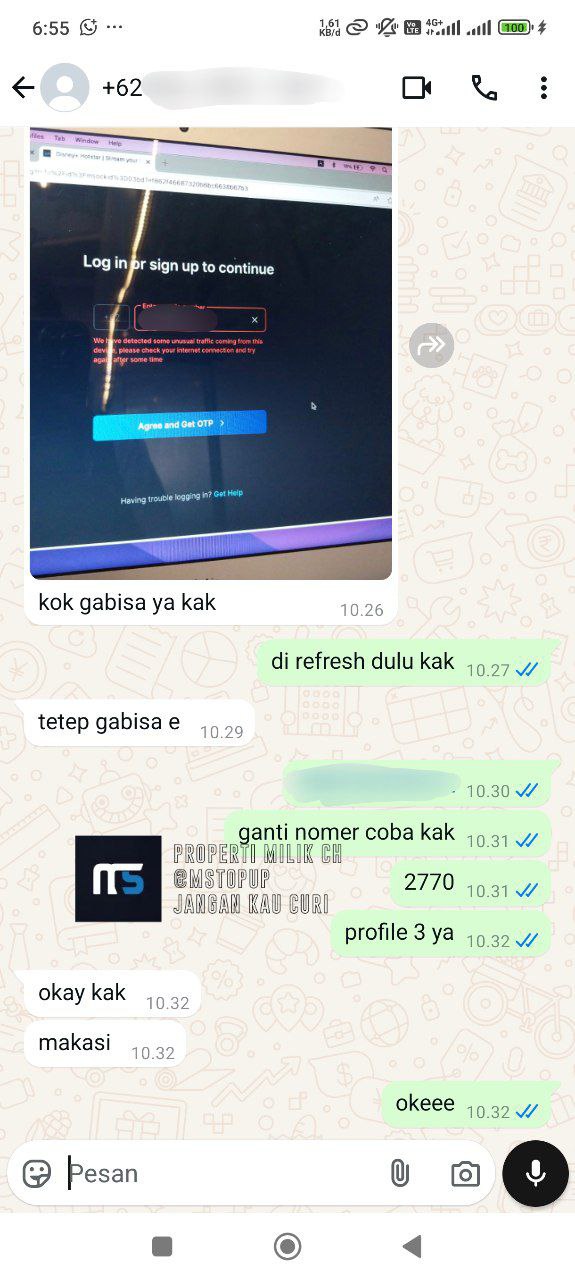 6:55
1,61
KB/d
Vo
LTE
4G+
100
+62
files Tab Window Help
Disney+ Hotstar | Stream your
Log in or sign up to continue
We have detected some unusual traffic coming from this
device, please check your internet connection and try
again after some time
Agree and Get OTP >
Having trouble logging in? Get Help
kok gabisa ya kak
10.26
di refresh dulu kak
10.27
tetep gabisa e
10.29
10.30
ganti nomer coba kak
10.31
PROPERTI MILIK CH
@MSTOPUP
JANGAN KAU CURI
ms
2770
10.31
profile 3 ya
10.32
okay kak
10.32
makasi
10.32
okeee
10.32
Pesan